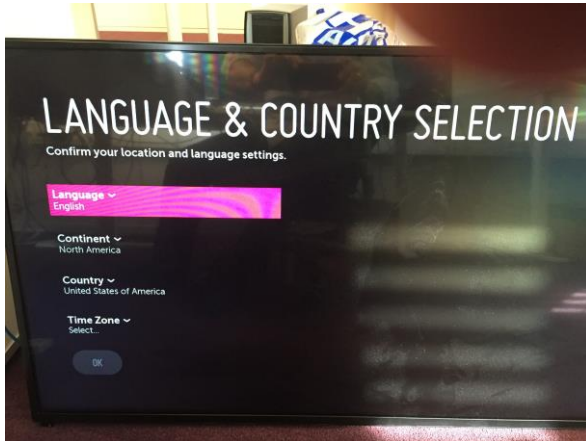 LANGUAGE & COUNTRY SELECTION
Confirm your location and language settings.
Language
English
Continent
North America
Country
United States of America
Time Zone
Select...
OK